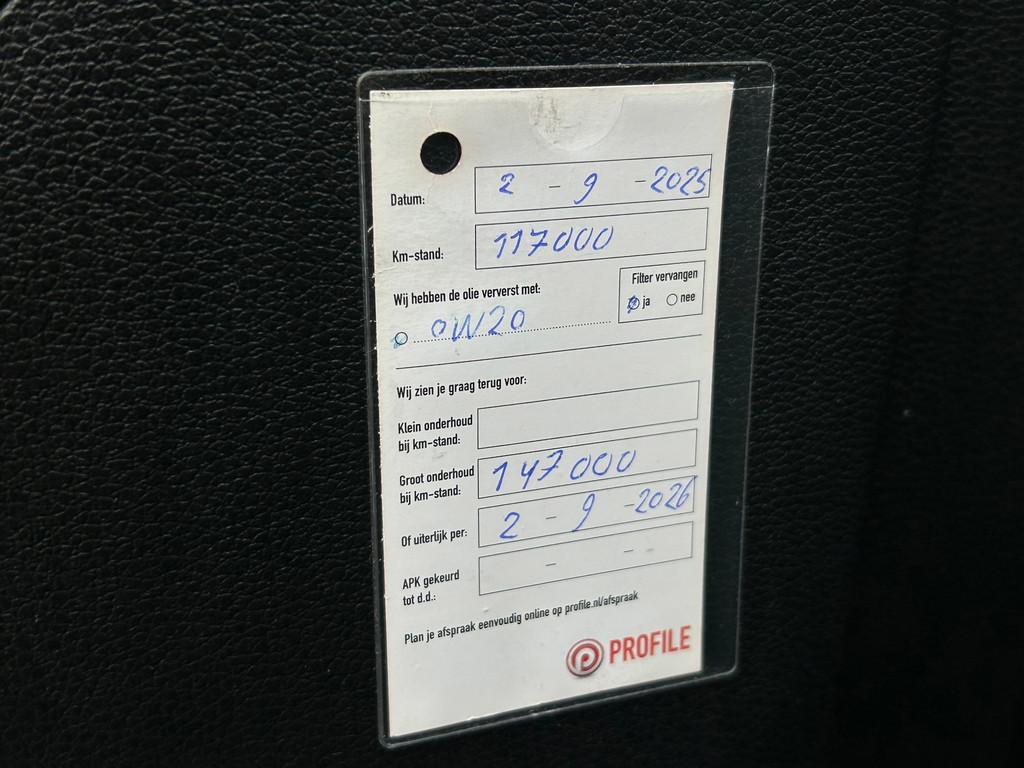 Datum: 2 - 9 - 2025
Km-stand: 117000
Wij hebben de olie ververst met:
Filter vervangen
ja nee
0W20
Wij zien je graag terug voor:
Klein onderhoud
bij km-stand:
Groot onderhoud
bij km-stand: 147000
Of uiterlijk per: 2 - 9 - 2026
APK gekeurd
tot d.d.: - -
Plan je afspraak eenvoudig online op profile.nl/afspraak
PROFILE